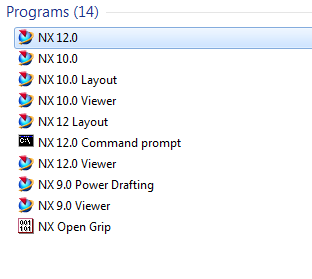 Programs (14)
NX 12.0
NX 10.0
NX 10.0 Layout
NX 10.0 Viewer
NX 12 Layout
NX 12.0 Command prompt
NX 12.0 Viewer
NX 9.0 Power Drafting
NX 9.0 Viewer
NX Open Grip